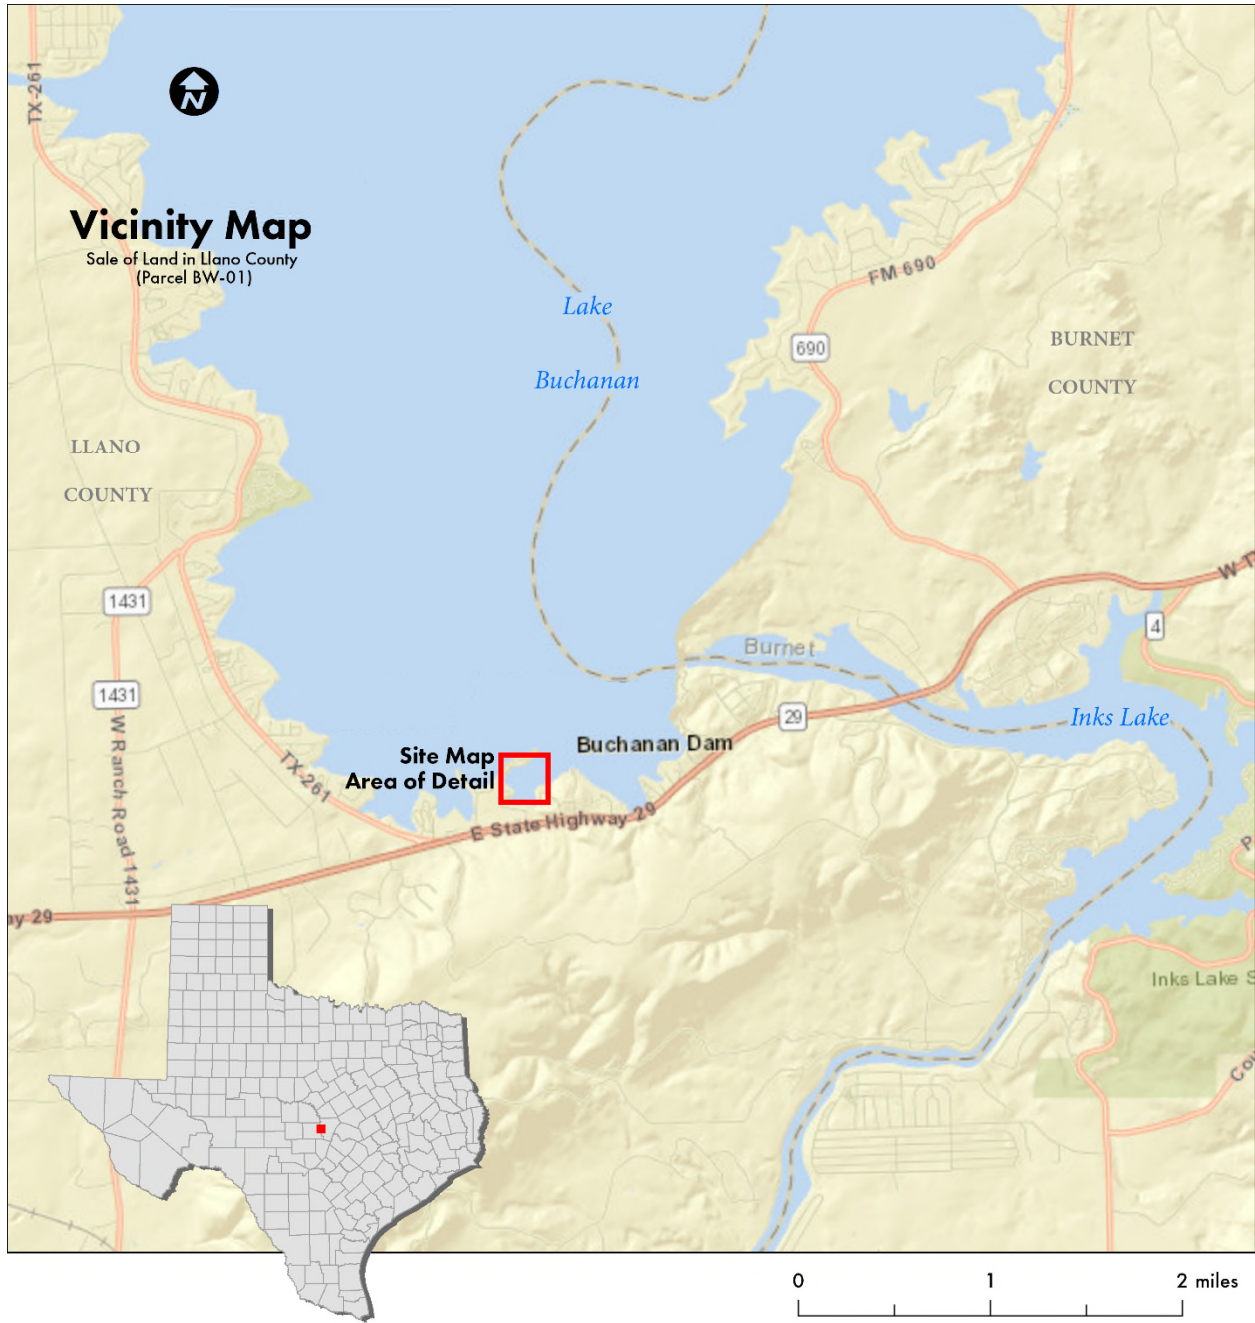 TX-261
N
Vicinity Map
Sale of Land in Llano County
(Parcel BW-01)
Lake
Buchanan
FM 690
690
BURNET
COUNTY
LLANO
COUNTY
1431
W T
4
Burnet
1431
29
Inks Lake
W Ranch Road 1431
TX-261
Site Map
Area of Detail
Buchanan Dam
E State Highway 29
ay 29
P
Inks Lake S
Co
0 1 2 miles